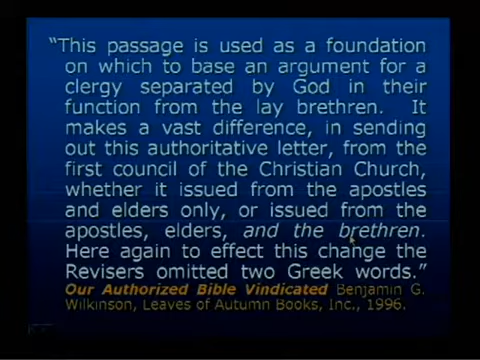 “This passage is used as a foundation
on which to base an argument for a
clergy separated by God in their
function from the lay brethren. It
makes a vast difference, in sending
out this authoritative letter, from the
first council of the Christian Church,
whether it issued from the apostles
and elders only, or issued from the
apostles, elders, and the brethren.
Here again to effect this change the
Revisers omitted two Greek words.”
Our Authorized Bible Vindicated Benjamin G.
Wilkinson, Leaves of Autumn Books, Inc., 1996.